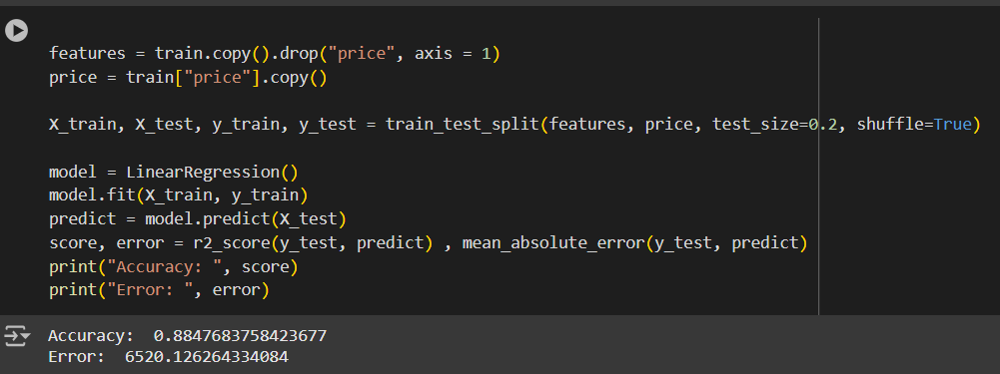 features = train.copy().drop("price", axis = 1)
price = train["price"].copy()
X_train, X_test, y_train, y_test = train_test_split(features, price, test_size=0.2, shuffle=True)
model = LinearRegression()
model.fit(X_train, y_train)
predict = model.predict(X_test)
score, error = r2_score(y_test, predict) , mean_absolute_error(y_test, predict)
print("Accuracy: ", score)
print("Error: ", error)
Accuracy:  0.8847683758423677
Error:  6520.126264334084